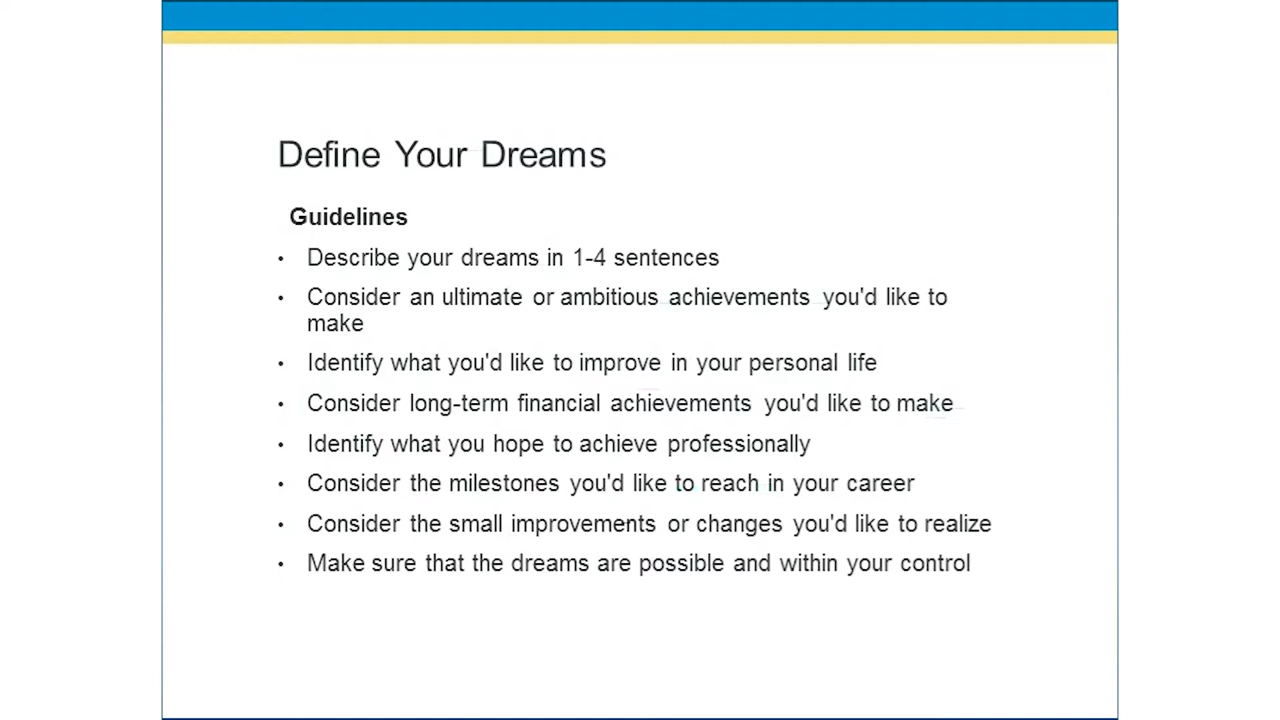 Define Your Dreams
Guidelines
• Describe your dreams in 1-4 sentences
• Consider an ultimate or ambitious achievements you'd like to
make
• Identify what you'd like to improve in your personal life
• Consider long-term financial achievements you'd like to make
• Identify what you hope to achieve professionally
• Consider the milestones you'd like to reach in your career
• Consider the small improvements or changes you'd like to realize
• Make sure that the dreams are possible and within your control